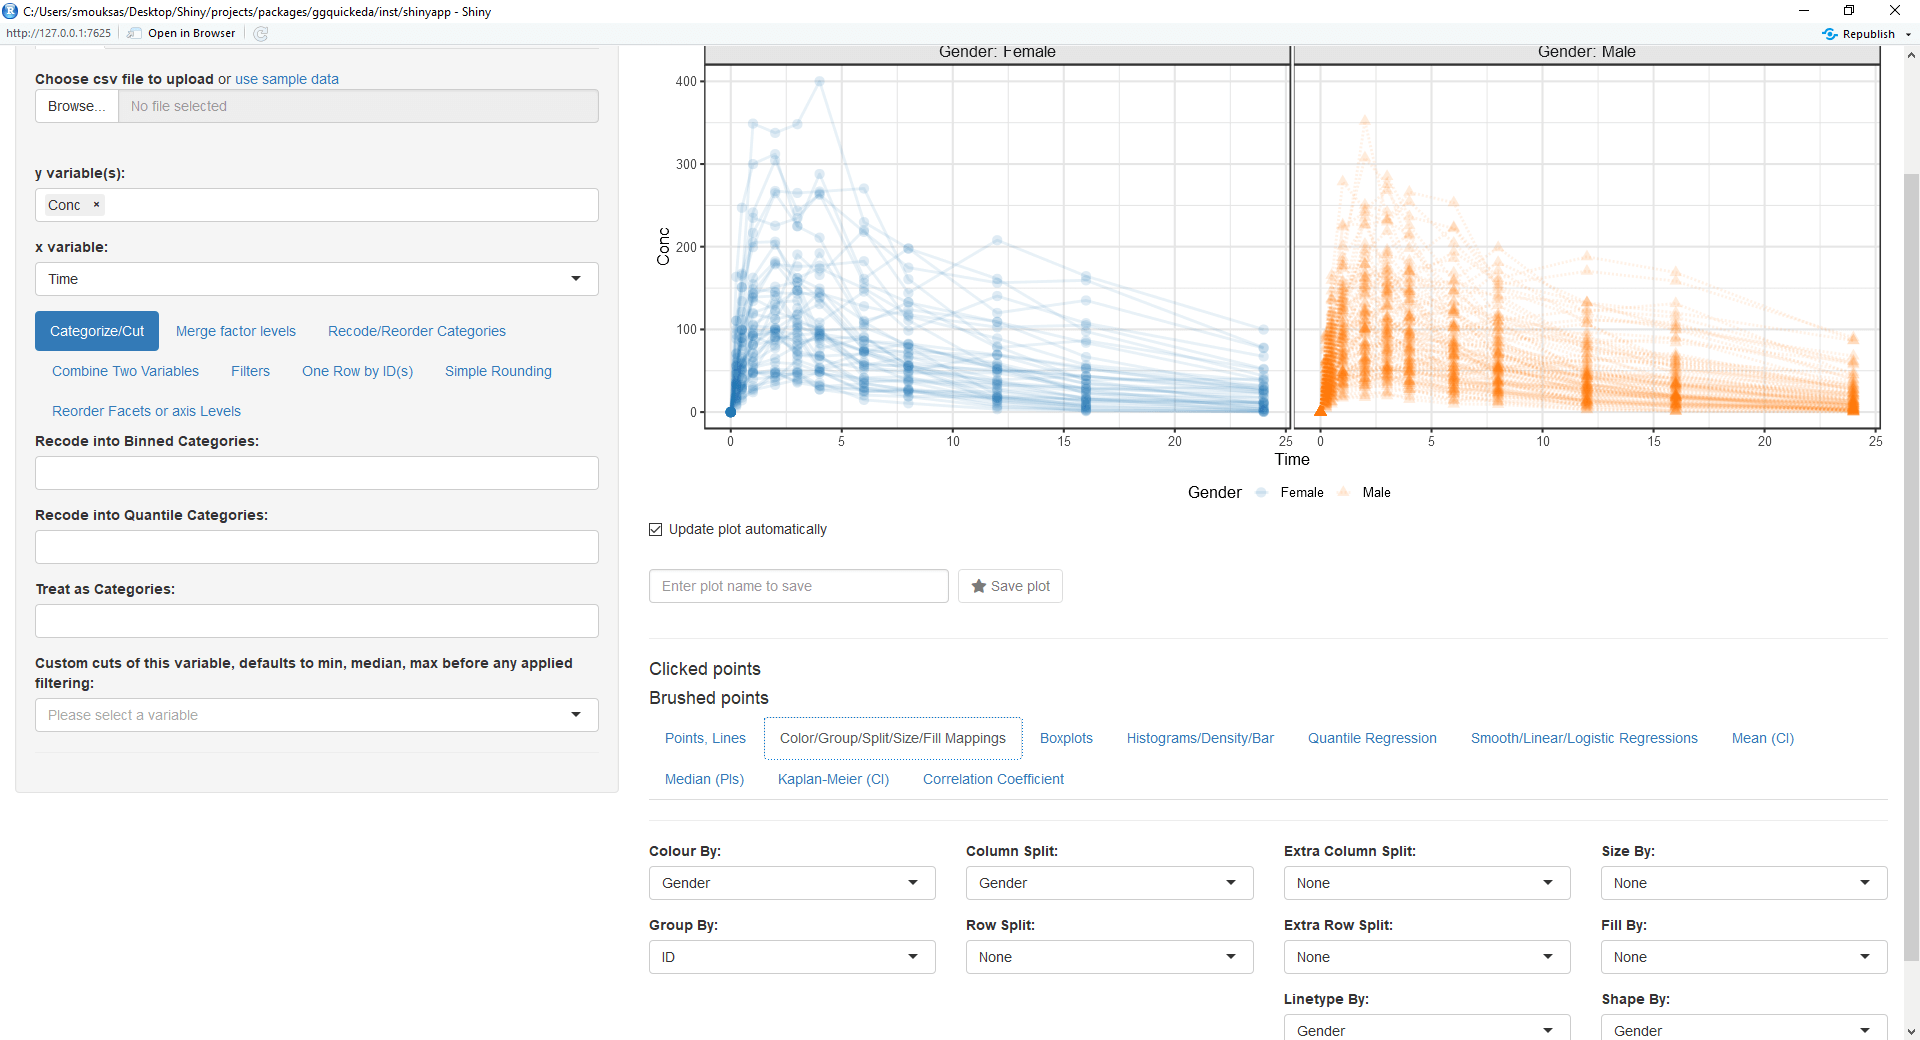 C:/Users/smouksas/Desktop/Shiny/projects/packages/ggquickeda/inst/shinyapp - Shiny
http://127.0.0.1:7625 Open in Browser Republish
Choose csv file to upload or use sample data
Browse... No file selected
y variable(s):
Conc ×
x variable:
Time
Categorize/Cut Merge factor levels Recode/Reorder Categories
Combine Two Variables Filters One Row by ID(s) Simple Rounding
Reorder Facets or axis Levels
Recode into Binned Categories:
Recode into Quantile Categories:
Treat as Categories:
Custom cuts of this variable, defaults to min, median, max before any applied
filtering:
Please select a variable
Gender: Female Gender: Male
400
300
200
100
0
Conc
0 5 10 15 20 25 0 5 10 15 20 25
Time
Gender Female Male
Update plot automatically
Enter plot name to save Save plot
Clicked points
Brushed points
Points, Lines Color/Group/Split/Size/Fill Mappings Boxplots Histograms/Density/Bar Quantile Regression Smooth/Linear/Logistic Regressions Mean (CI)
Median (PIs) Kaplan-Meier (CI) Correlation Coefficient
Colour By: Column Split: Extra Column Split: Size By:
Gender Gender None None
Group By: Row Split: Extra Row Split: Fill By:
ID None None None
Linetype By: Shape By:
Gender Gender